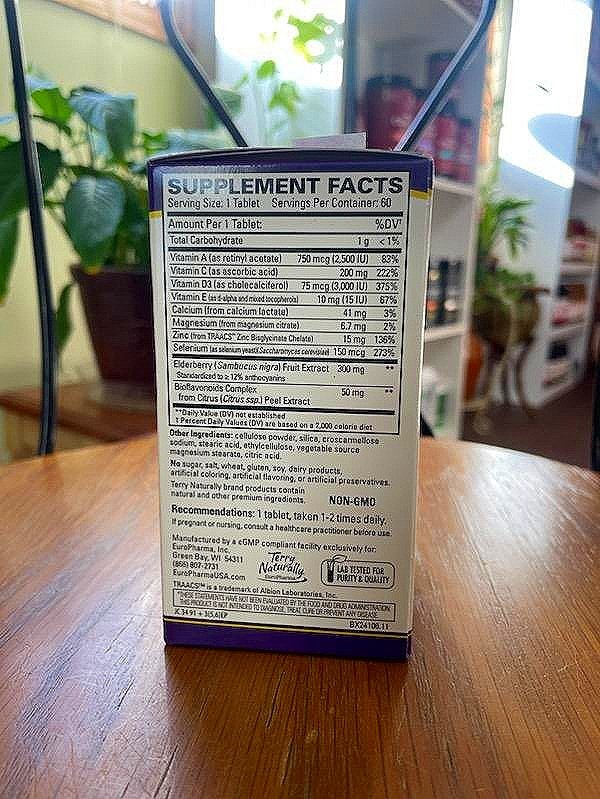 SUPPLEMENT FACTS
Serving Size: 1 Tablet Servings Per Container: 60
Amount Per 1 Tablet: %DV†
Total Carbohydrate 1 g <1%
Vitamin A (as retinyl acetate) 750 mcg (2,500 IU) 83%
Vitamin C (as ascorbic acid) 200 mg 222%
Vitamin D3 (as cholecalciferol) 75 mcg (3,000 IU) 375%
Vitamin E (as d-alpha and mixed tocopherols) 10 mg (15 IU) 67%
Calcium (from calcium lactate) 41 mg 3%
Magnesium (from magnesium citrate) 6.7 mg 2%
Zinc (from TRAACS™ Zinc Bisglycinate Chelate) 15 mg 136%
Selenium (as selenium yeast) (Saccharomyces cerevisiae) 150 mcg 273%
Elderberry (Sambucus nigra) Fruit Extract 300 mg **
Standardized to ≥ 12% anthocyanins
Bioflavonoids Complex 50 mg **
from Citrus (Citrus ssp.) Peel Extract
**Daily Value (DV) not established
† Percent Daily Values (DV) are based on a 2,000 calorie diet
Other Ingredients: cellulose powder, silica, croscarmellose
sodium, stearic acid, ethylcellulose, vegetable source
magnesium stearate, citric acid.
No sugar, salt, wheat, gluten, soy, dairy products,
artificial coloring, artificial flavoring, or artificial preservatives.
Terry Naturally brand products contain
natural and other premium ingredients. NON-GMO
Recommendations: 1 tablet, taken 1-2 times daily.
If pregnant or nursing, consult a healthcare practitioner before use.
Manufactured by a cGMP compliant facility exclusively for:
EuroPharma, Inc.
Green Bay, WI 54311
(866) 807-2731
EuroPharmaUSA.com
Terry
Naturally
EuroPharma
LAB TESTED FOR
PURITY & QUALITY
TRAACS™ is a trademark of Albion Laboratories, Inc.
*THESE STATEMENTS HAVE NOT BEEN EVALUATED BY THE FOOD AND DRUG ADMINISTRATION.
THIS PRODUCT IS NOT INTENDED TO DIAGNOSE, TREAT, CURE OR PREVENT ANY DISEASE.
BX24106.11